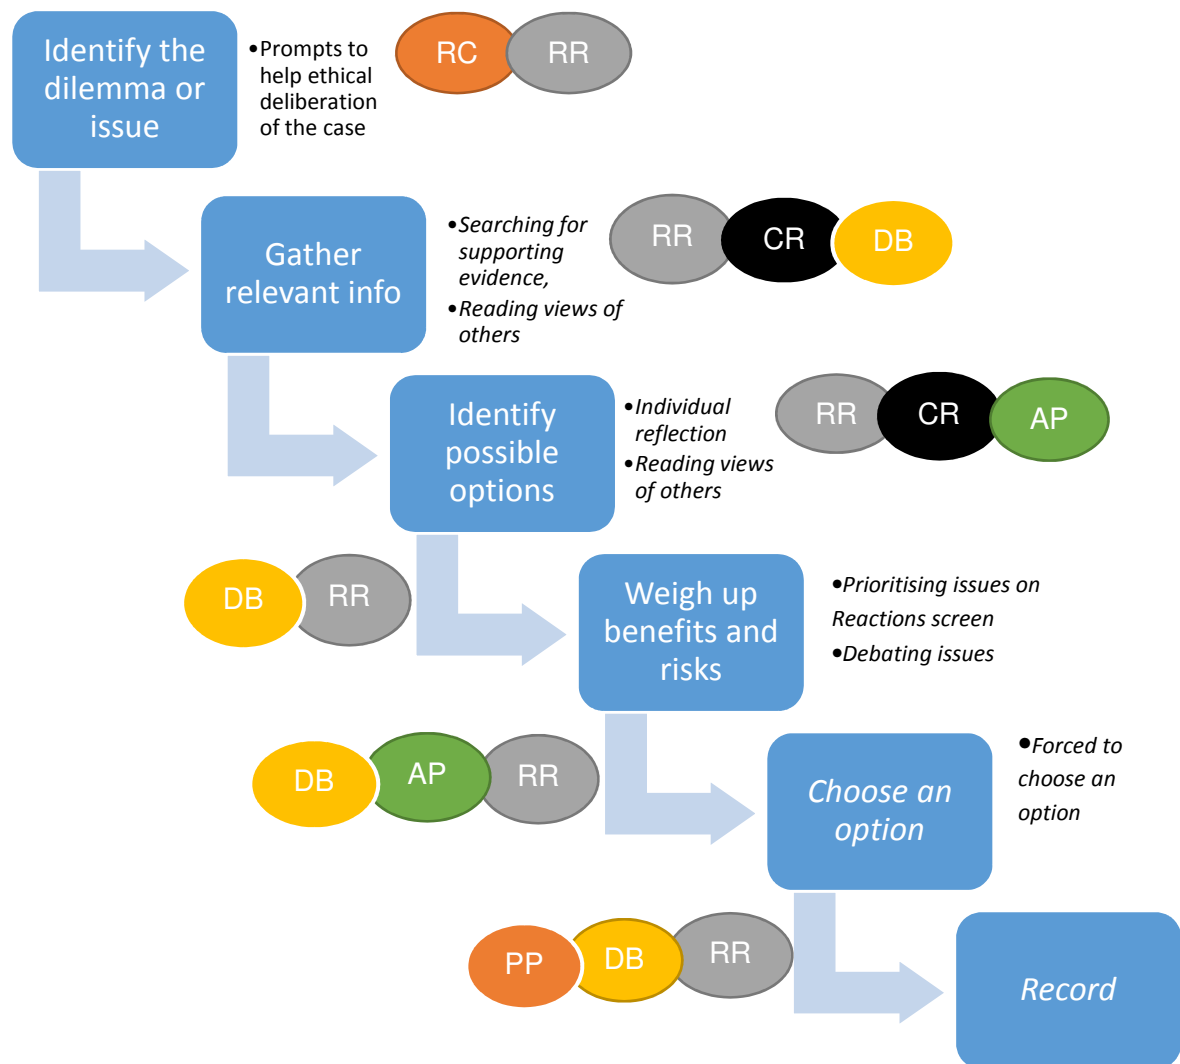 Identify the
dilemma or
issue
•Prompts to
help ethical
deliberation
of the case
RC
RR
Gather
relevant info
•Searching for
supporting
evidence,
•Reading views of
others
RR
CR
DB
Identify
possible
options
•Individual
reflection
•Reading views
of others
RR
CR
AP
DB
RR
Weigh up
benefits and
risks
•Prioritising issues on
Reactions screen
•Debating issues
DB
AP
RR
Choose an
option
•Forced to
choose an
option
PP
DB
RR
Record